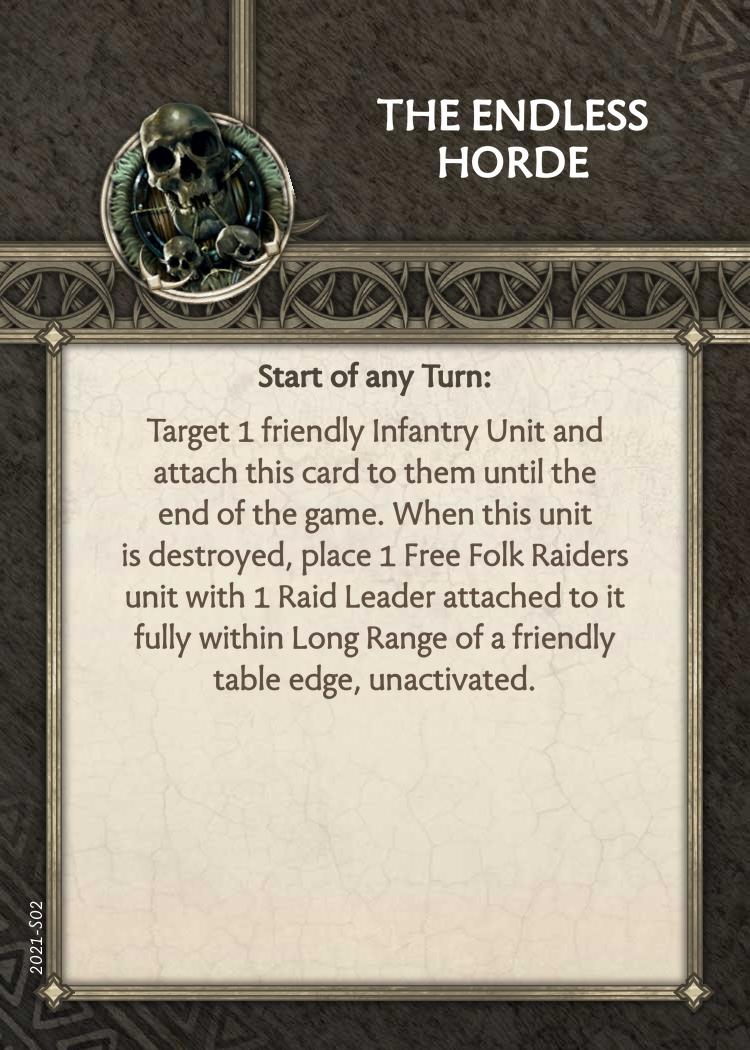 THE ENDLESS
HORDE
Start of any Turn:
Target 1 friendly Infantry Unit and
attach this card to them until the
end of the game. When this unit
is destroyed, place 1 Free Folk Raiders
unit with 1 Raid Leader attached to it
fully within Long Range of a friendly
table edge, unactivated.
2021-S02